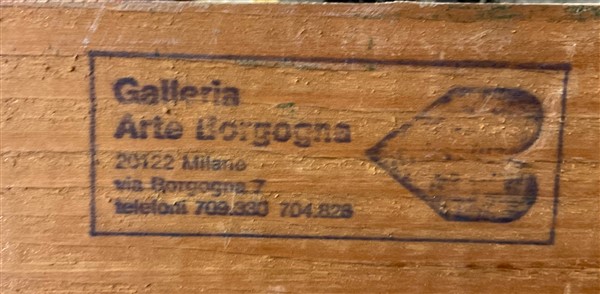 Galleria
Arte Borgogna
20122 Milano
via Borgogna 7
telefoni 709.330 704.828